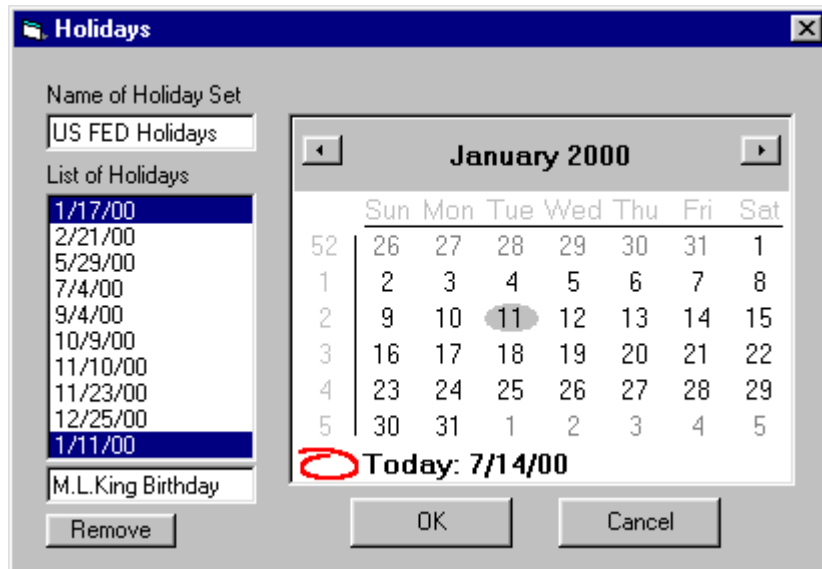 Holidays
Name of Holiday Set
US FED Holidays
List of Holidays
1/17/00
2/21/00
5/29/00
7/4/00
9/4/00
10/9/00
11/10/00
11/23/00
12/25/00
1/11/00
M.L.King Birthday
Remove
January 2000
Sun Mon Tue Wed Thu Fri Sat
52 26 27 28 29 30 31 1
1 2 3 4 5 6 7 8
2 9 10 11 12 13 14 15
3 16 17 18 19 20 21 22
4 23 24 25 26 27 28 29
5 30 31 1 2 3 4 5
Today: 7/14/00
OK Cancel